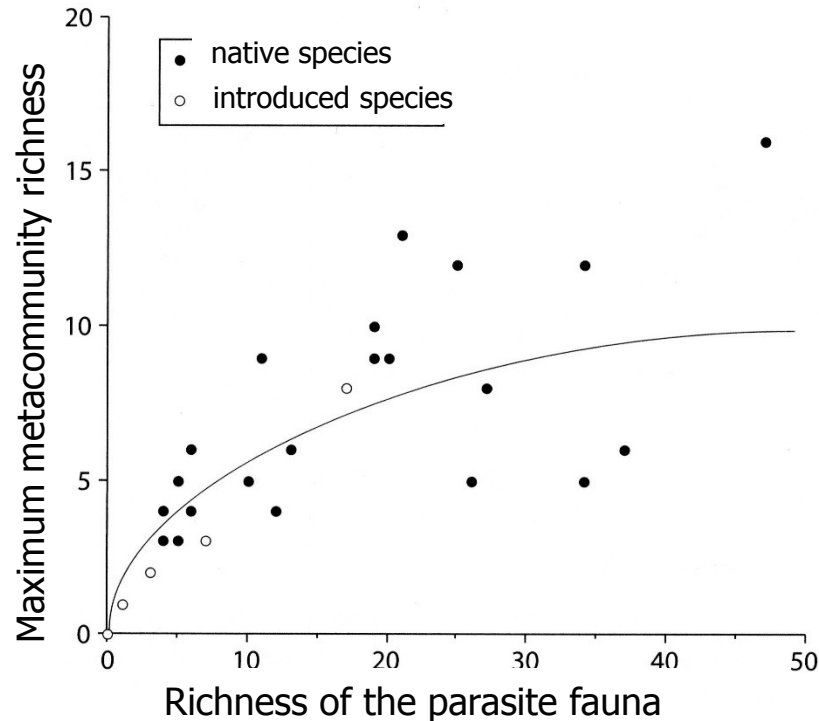 20
native species
introduced species
15
10
5
0
0 10 20 30 40 50
Maximum metacommunity richness
Richness of the parasite fauna